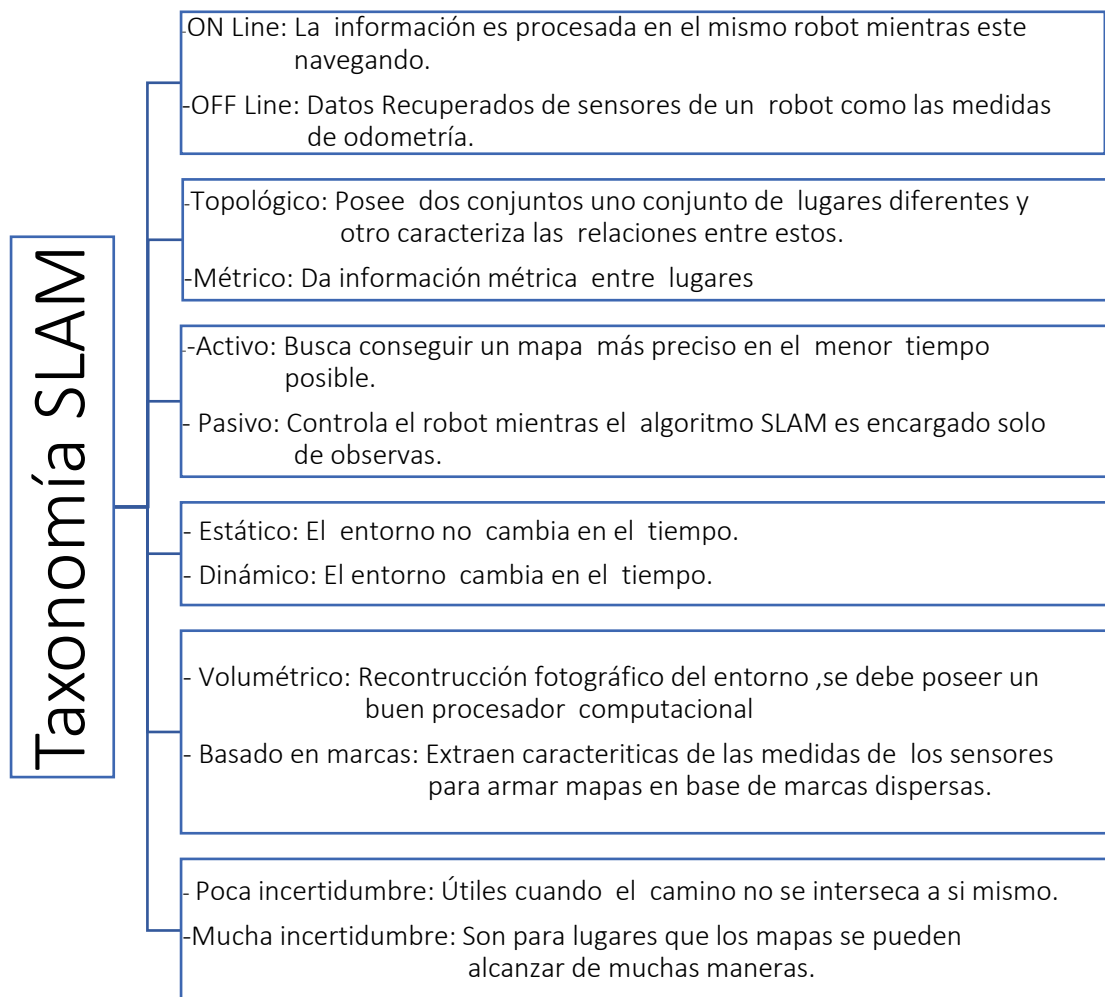 Taxonomía SLAM
-ON Line: La información es procesada en el mismo robot mientras este
navegando.
-OFF Line: Datos Recuperados de sensores de un robot como las medidas
de odometría.
-Topológico: Posee dos conjuntos uno conjunto de lugares diferentes y
otro caracteriza las relaciones entre estos.
-Métrico: Da información métrica entre lugares
--Activo: Busca conseguir un mapa más preciso en el menor tiempo
posible.
- Pasivo: Controla el robot mientras el algoritmo SLAM es encargado solo
de observas.
- Estático: El entorno no cambia en el tiempo.
- Dinámico: El entorno cambia en el tiempo.
- Volumétrico: Recontrucción fotográfico del entorno ,se debe poseer un
buen procesador computacional
- Basado en marcas: Extraen caracteriticas de las medidas de los sensores
para armar mapas en base de marcas dispersas.
- Poca incertidumbre: Útiles cuando el camino no se interseca a si mismo.
-Mucha incertidumbre: Son para lugares que los mapas se pueden
alcanzar de muchas maneras.